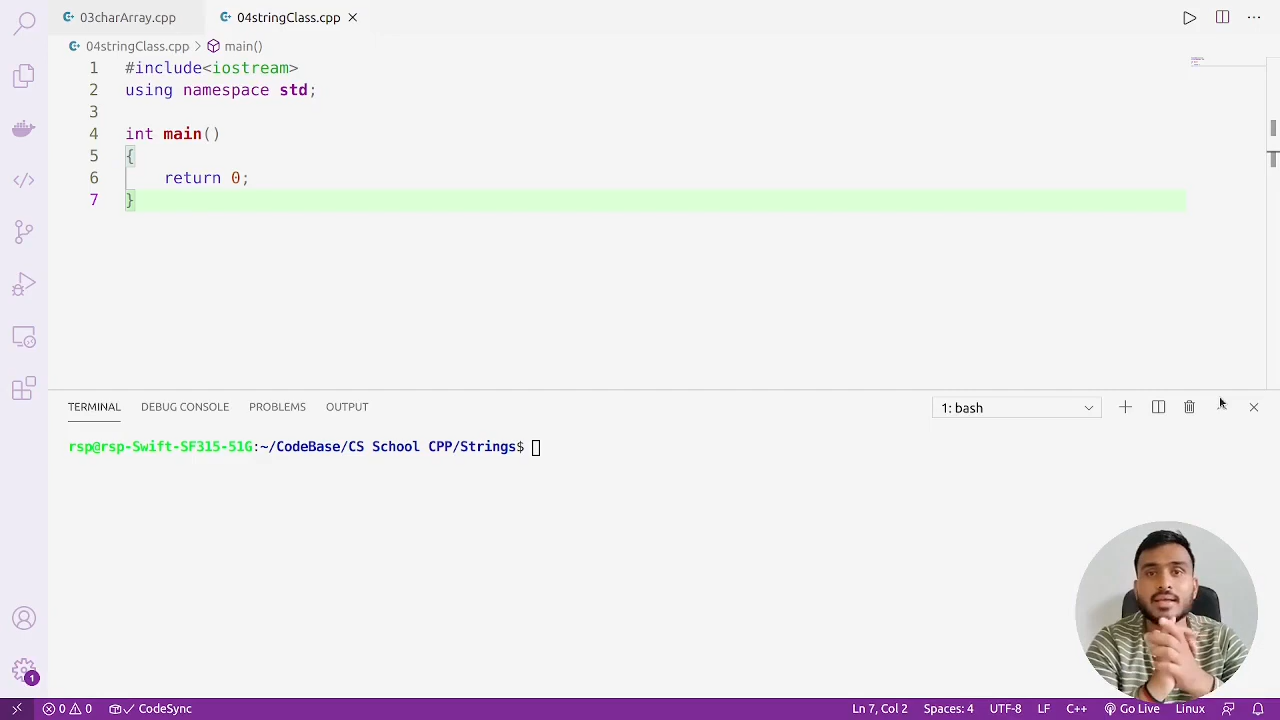 03charArray.cpp
04stringClass.cpp
04stringClass.cpp > main()
1 #include<iostream>
2 using namespace std;
3
4 int main()
5 {
6 return 0;
7 }
TERMINAL DEBUG CONSOLE PROBLEMS OUTPUT
1: bash
rsp@rsp-Swift-SF315-51G:~/CodeBase/CS School CPP/Strings$
1
0 0 CodeSync Ln 7, Col 2 Spaces: 4 UTF-8 LF C++ Go Live Linux